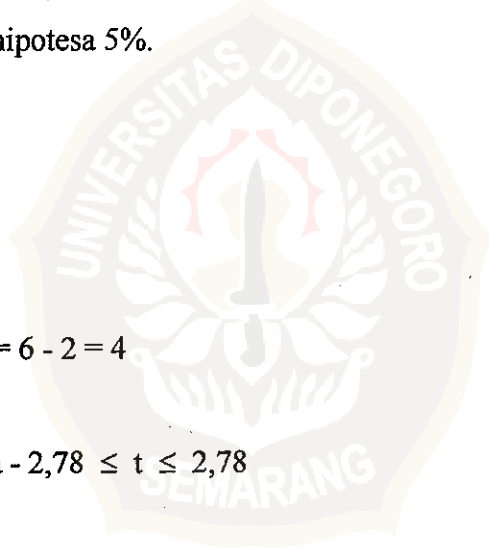 hipotesa 5%.
UNIVERSITAS DIPONEGORO
= 6 - 2 = 4
- 2,78 ≤ t ≤ 2,78
SEMARANG